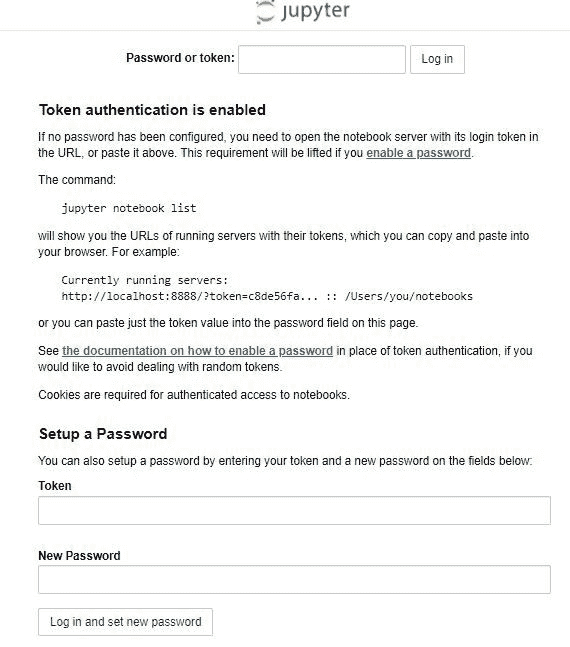 jupyter
Password or token: Log in
Token authentication is enabled
If no password has been configured, you need to open the notebook server with its login token in
the URL, or paste it above. This requirement will be lifted if you enable a password.
The command:
jupyter notebook list
will show you the URLs of running servers with their tokens, which you can copy and paste into
your browser. For example:
Currently running servers:
http://localhost:8888/?token=c8de56fa... :: /Users/you/notebooks
or you can paste just the token value into the password field on this page.
See the documentation on how to enable a password in place of token authentication, if you
would like to avoid dealing with random tokens.
Cookies are required for authenticated access to notebooks.
Setup a Password
You can also setup a password by entering your token and a new password on the fields below:
Token
New Password
Log in and set new password